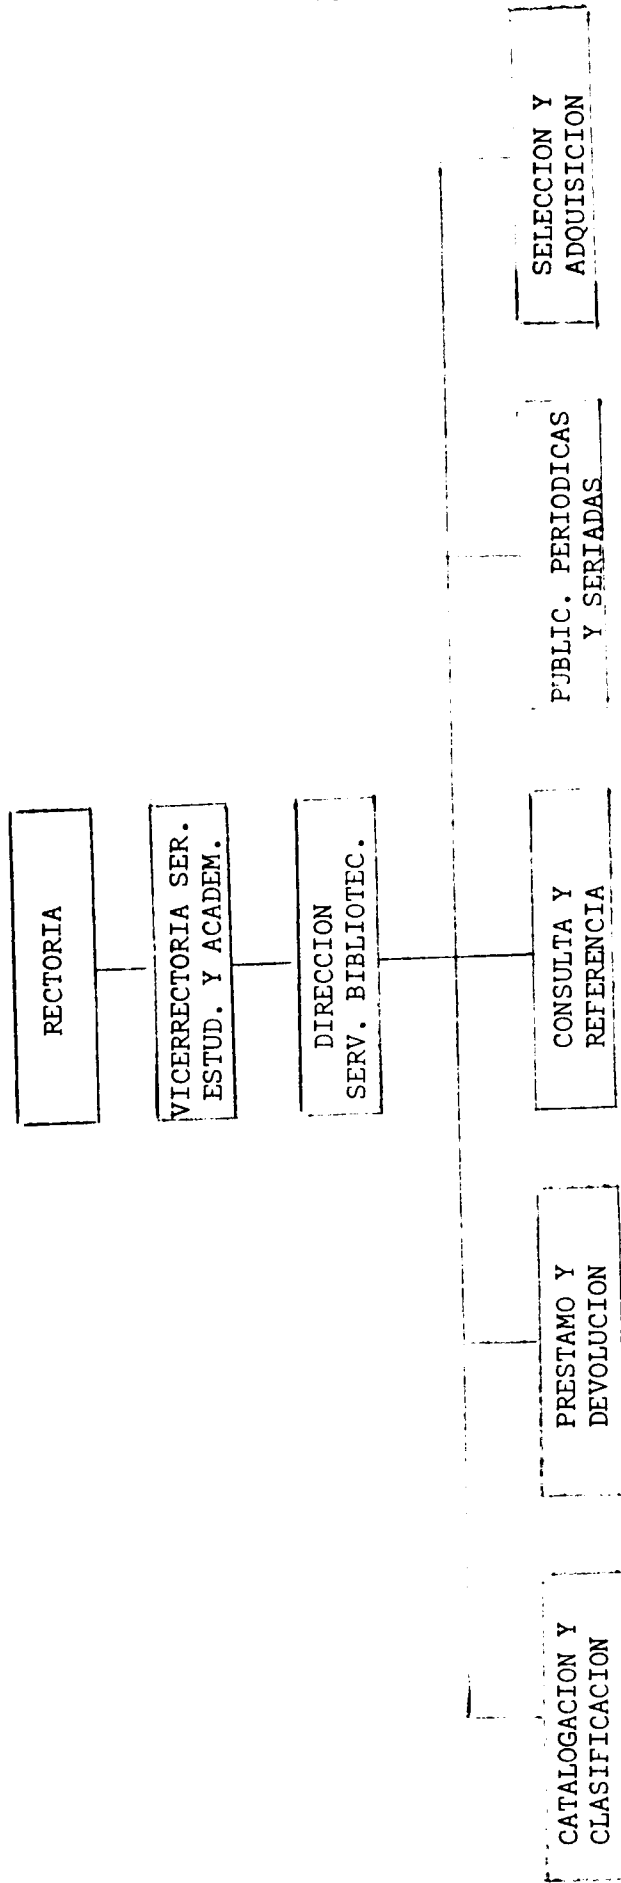 RECTORIA
VICERRECTORIA SER.
ESTUD. Y ACADEM.
DIRECCION
SERV. BIBLIOTEC.
CATALOGACION Y
CLASIFICACION
PRESTAMO Y
DEVOLUCION
CONSULTA Y
REFERENCIA
PUBLIC. PERIODICAS
Y SERIADAS
SELECCION Y
ADQUISICION